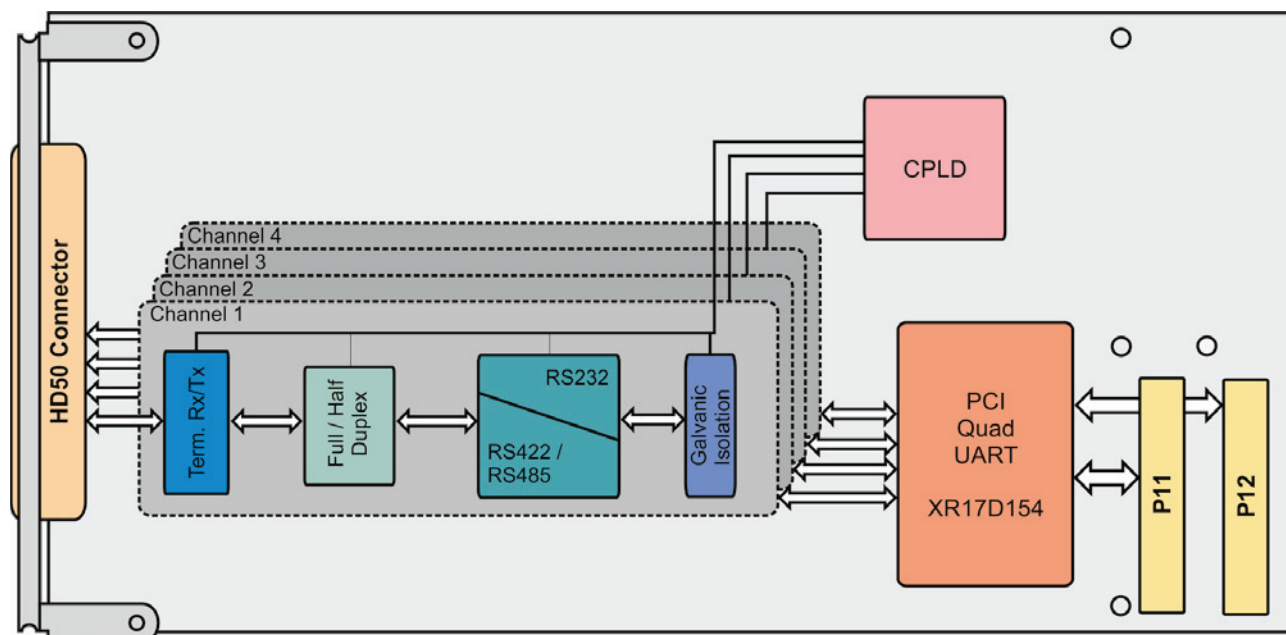 HD50 Connector
Channel 4
Channel 3
Channel 2
Channel 1
Term. Rx/Tx
Full / Half
Duplex
RS232
RS422 /
RS485
Galvanic
Isolation
CPLD
PCI
Quad
UART
XR17D154
P11
P12